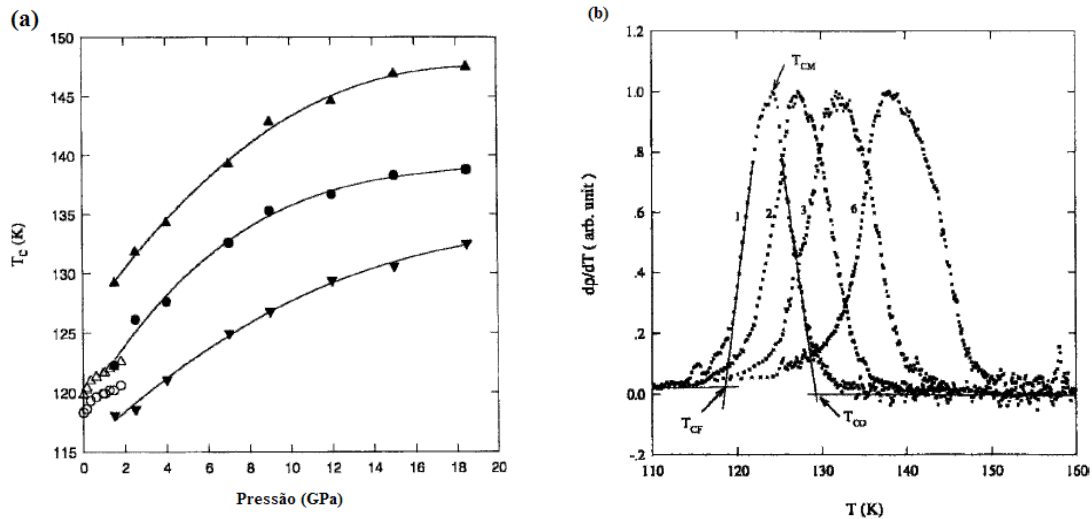 (a)
150
145
140
135
130
125
120
115
T_C (K)
0 2 4 6 8 10 12 14 16 18 20
Pressão (GPa)
(b)
1.2
1.0
.8
.6
.4
.2
0.0
-.2
dρ/dT ( arb. unit )
T_CM
1 2 3 6
T_CF
T_CO
110 120 130 140 150 160
T (K)